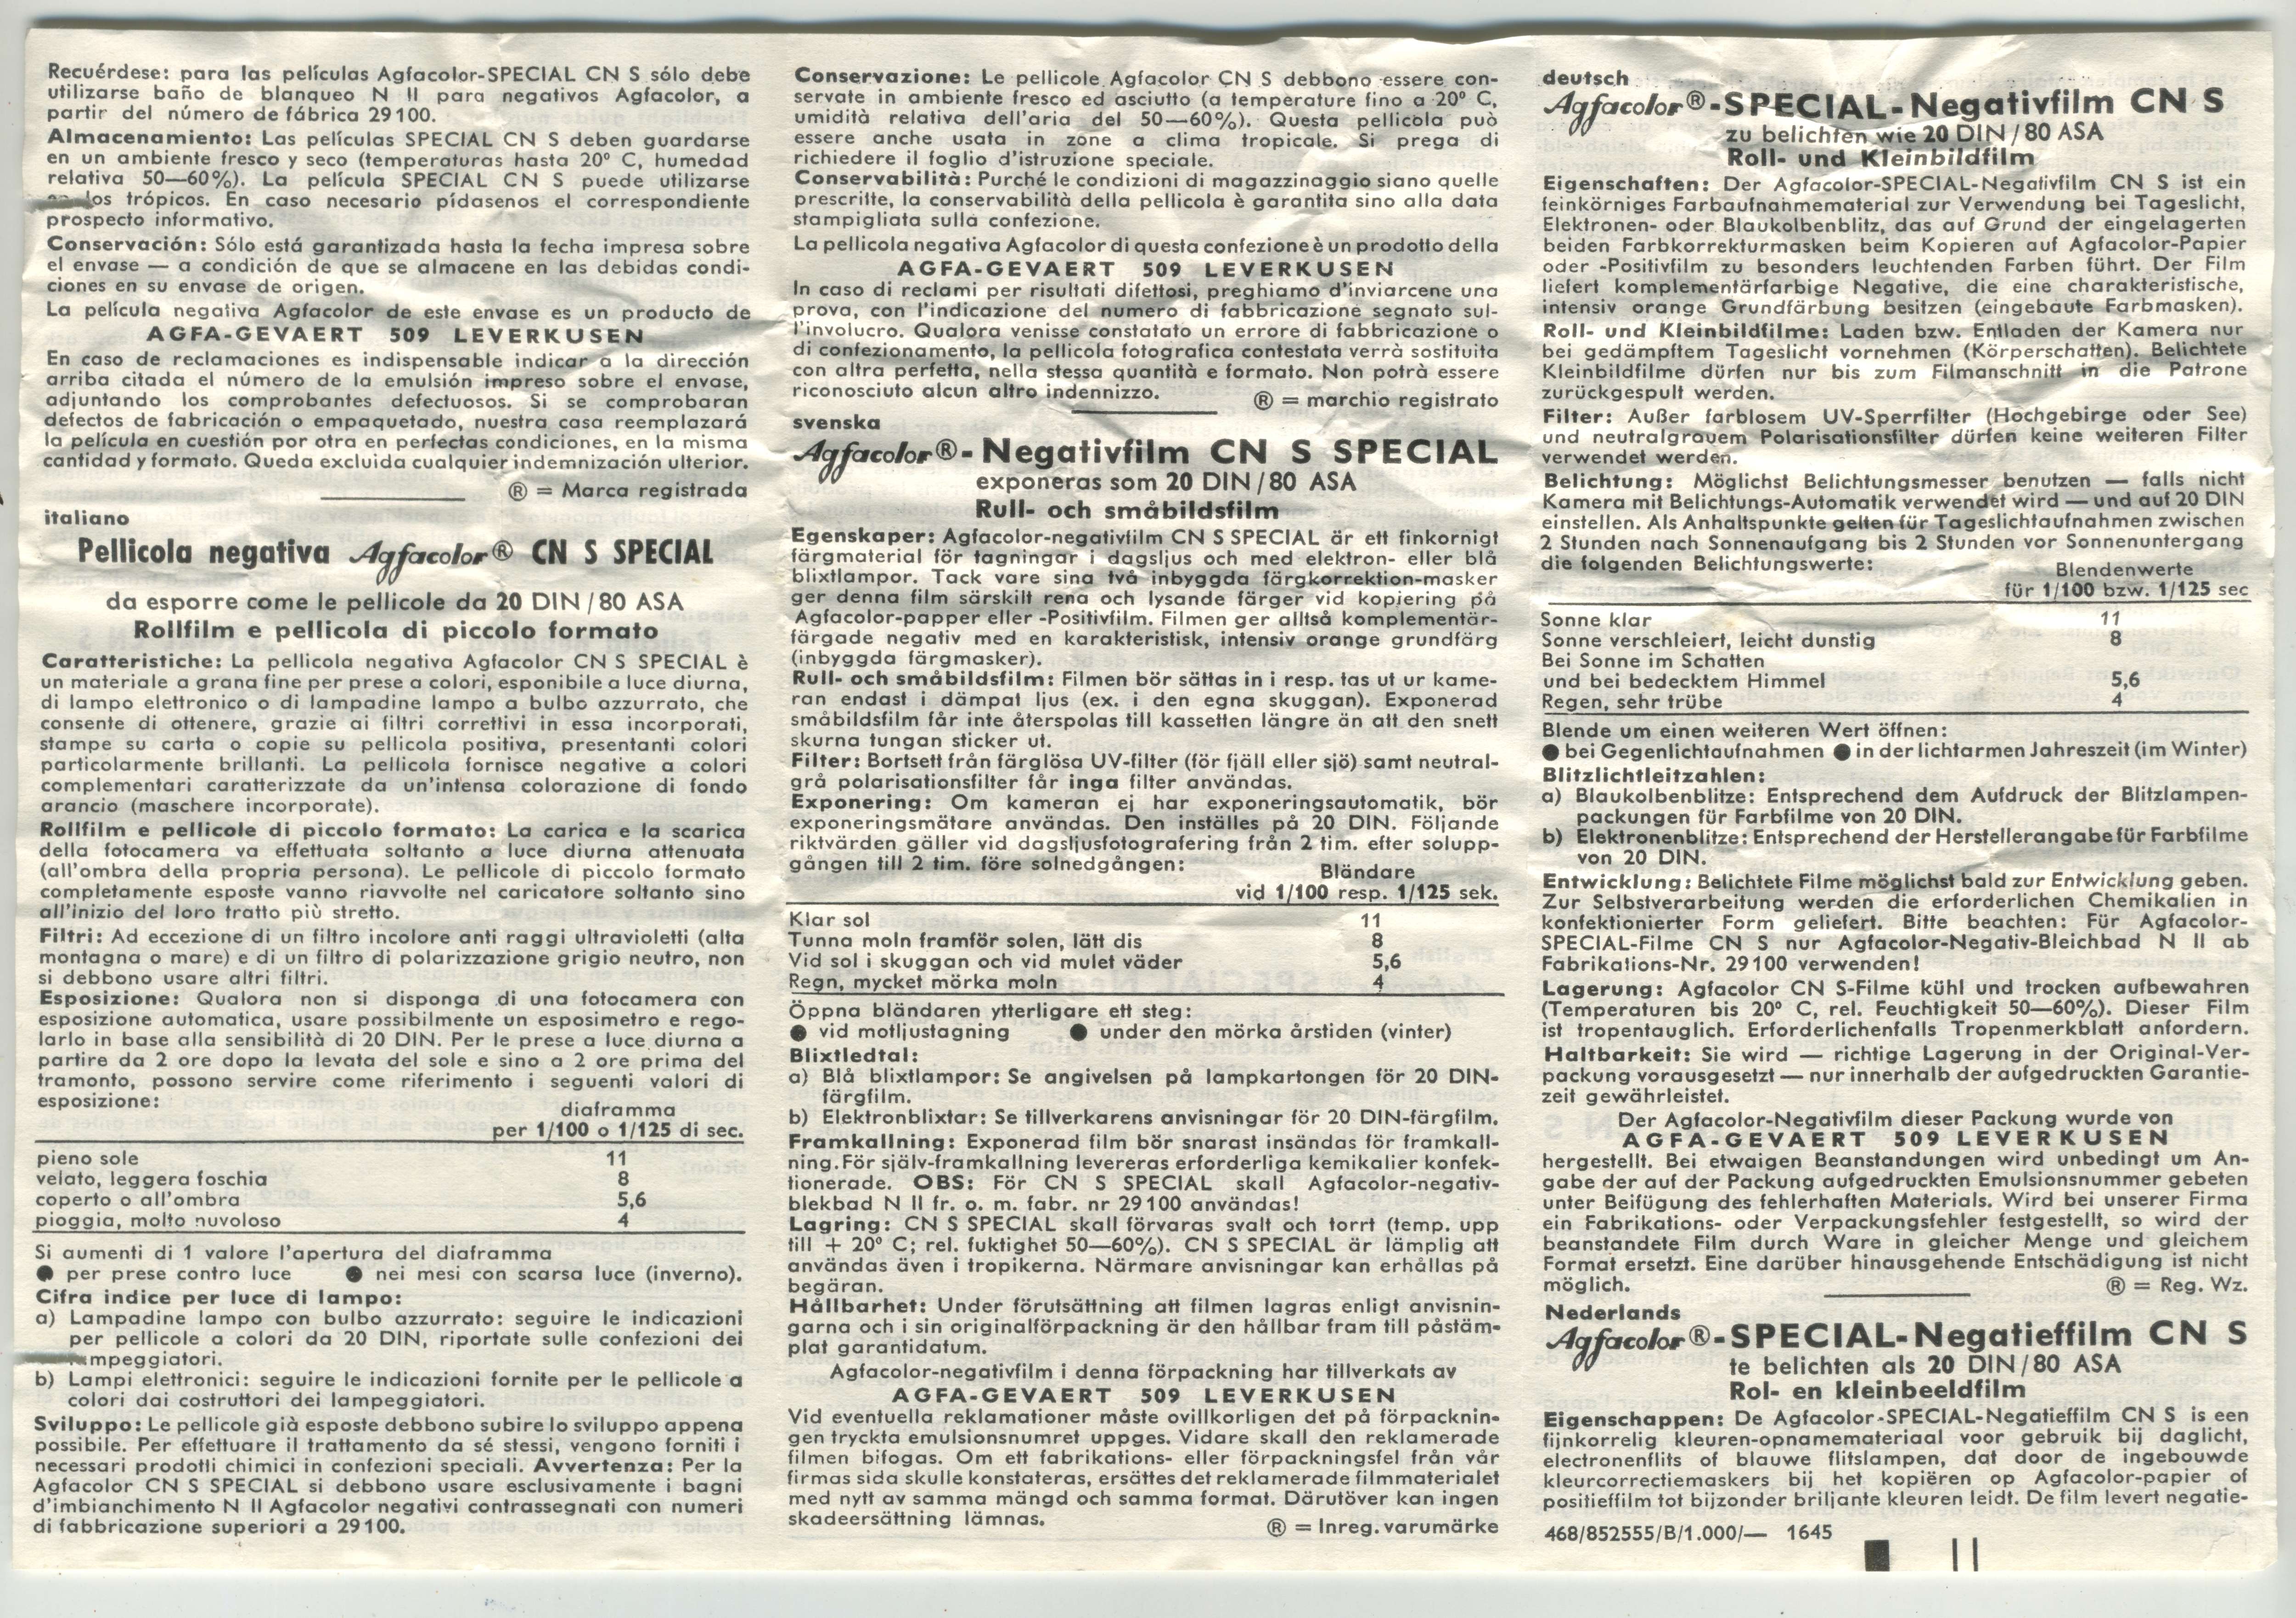 Recuérdese: para las películas Agfacolor-SPECIAL CN S sólo debe
utilizarse baño de blanqueo N II para negativos Agfacolor, a
partir del número de fábrica 29100.
Almacenamiento: Las películas SPECIAL CN S deben guardarse
en un ambiente fresco y seco (temperaturas hasta 20° C, humedad
relativa 50—60%). La película SPECIAL CN S puede utilizarse
los trópicos. En caso necesario pídasenos el correspondiente
prospecto informativo.
Conservación: Sólo está garantizada hasta la fecha impresa sobre
el envase — a condición de que se almacene en las debidas condi-
ciones en su envase de origen.
La película negativa Agfacolor de este envase es un producto de
AGFA-GEVAERT 509 LEVERKUSEN
En caso de reclamaciones es indispensable indicar a la dirección
arriba citada el número de la emulsión impreso sobre el envase,
adjuntando los comprobantes defectuosos. Si se comprobaran
defectos de fabricación o empaquetado, nuestra casa reemplazará
la película en cuestión por otra en perfectas condiciones, en la misma
cantidad y formato. Queda excluida cualquier indemnización ulterior.
® = Marca registrada
italiano
Pellicola negativa Agfacolor® CN S SPECIAL
da esporre come le pellicole da 20 DIN/80 ASA
Rollfilm e pellicola di piccolo formato
Caratteristiche: La pellicola negativa Agfacolor CN S SPECIAL è
un materiale a grana fine per prese a colori, esponibile a luce diurna,
di lampo elettronico o di lampadine lampo a bulbo azzurrato, che
consente di ottenere, grazie ai filtri correttivi in essa incorporati,
stampe su carta o copie su pellicola positiva, presentanti colori
particolarmente brillanti. La pellicola fornisce negative a colori
complementari caratterizzate da un'intensa colorazione di fondo
arancio (maschere incorporate).
Rollfilm e pellicole di piccolo formato: La carica e la scarica
della fotocamera va effettuata soltanto a luce diurna attenuata
(all'ombra della propria persona). Le pellicole di piccolo formato
completamente esposte vanno riavvolte nel caricatore soltanto sino
all'inizio del loro tratto più stretto.
Filtri: Ad eccezione di un filtro incolore anti raggi ultravioletti (alta
montagna o mare) e di un filtro di polarizzazione grigio neutro, non
si debbono usare altri filtri.
Esposizione: Qualora non si disponga di una fotocamera con
esposizione automatica, usare possibilmente un esposimetro e rego-
larlo in base alla sensibilità di 20 DIN. Per le prese a luce diurna a
partire da 2 ore dopo la levata del sole e sino a 2 ore prima del
tramonto, possono servire come riferimento i seguenti valori di
esposizione:
diaframma
per 1/100 o 1/125 di sec.
pieno sole 11
velato, leggera foschia 8
coperto o all'ombra 5,6
pioggia, molto nuvoloso 4
Si aumenti di 1 valore l'apertura del diaframma
● per prese contro luce ● nei mesi con scarsa luce (inverno).
Cifra indice per luce di lampo:
a) Lampadine lampo con bulbo azzurrato: seguire le indicazioni
per pellicole a colori da 20 DIN, riportate sulle confezioni dei
mpeggiatori.
b) Lampi elettronici: seguire le indicazioni fornite per le pellicole a
colori dai costruttori dei lampeggiatori.
Sviluppo: Le pellicole già esposte debbono subire lo sviluppo appena
possibile. Per effettuare il trattamento da sé stessi, vengono forniti i
necessari prodotti chimici in confezioni speciali. Avvertenza: Per la
Agfacolor CN S SPECIAL si debbono usare esclusivamente i bagni
d'imbianchimento N II Agfacolor negativi contrassegnati con numeri
di fabbricazione superiori a 29100.
Conservazione: Le pellicole Agfacolor CN S debbono essere con-
servate in ambiente fresco ed asciutto (a temperature fino a 20° C,
umidità relativa dell'aria del 50—60%). Questa pellicola può
essere anche usata in zone a clima tropicale. Si prega di
richiedere il foglio d'istruzione speciale.
Conservabilità: Purché le condizioni di magazzinaggio siano quelle
prescritte, la conservabilità della pellicola è garantita sino alla data
stampigliata sulla confezione.
La pellicola negativa Agfacolor di questa confezione è un prodotto della
AGFA-GEVAERT 509 LEVERKUSEN
In caso di reclami per risultati difettosi, preghiamo d'inviarcene una
prova, con l'indicazione del numero di fabbricazione segnato sul-
l'involucro. Qualora venisse constatato un errore di fabbricazione o
di confezionamento, la pellicola fotografica contestata verrà sostituita
con altra perfetta, nella stessa quantità e formato. Non potrà essere
riconosciuto alcun altro indennizzo.
® = marchio registrato
svenska
Agfacolor®-Negativfilm CN S SPECIAL
exponeras som 20 DIN/80 ASA
Rull- och småbildsfilm
Egenskaper: Agfacolor-negativfilm CN S SPECIAL är ett finkornigt
färgmaterial för tagningar i dagsljus och med elektron- eller blå
blixtlampor. Tack vare sina två inbyggda färgkorrektion-masker
ger denna film särskilt rena och lysande färger vid kopiering på
Agfacolor-papper eller -Positivfilm. Filmen ger alltså komplementär-
färgade negativ med en karakteristisk, intensiv orange grundfärg
(inbyggda färgmasker).
Rull- och småbildsfilm: Filmen bör sättas in i resp. tas ut ur kame-
ran endast i dämpat ljus (ex. i den egna skuggan). Exponerad
småbildsfilm får inte återspolas till kassetten längre än att den snett
skurna tungan sticker ut.
Filter: Bortsett från färglösa UV-filter (för fjäll eller sjö) samt neutral-
grå polarisationsfilter får inga filter användas.
Exponering: Om kameran ej har exponeringsautomatik, bör
exponeringsmätare användas. Den inställes på 20 DIN. Följande
riktvärden gäller vid dagsljusfotografering från 2 tim. efter solupp-
gången till 2 tim. före solnedgången:
Bländare
vid 1/100 resp. 1/125 sek.
Klar sol 11
Tunna moln framför solen, lätt dis 8
Vid sol i skuggan och vid mulet väder 5,6
Regn, mycket mörka moln 4
Öppna bländaren ytterligare ett steg:
● vid motljustagning ● under den mörka årstiden (vinter)
Blixtledtal:
a) Blå blixtlampor: Se angivelsen på lampkartongen för 20 DIN-
färgfilm.
b) Elektronblixtar: Se tillverkarens anvisningar för 20 DIN-färgfilm.
Framkallning: Exponerad film bör snarast insändas för framkall-
ning. För själv-framkallning levereras erforderliga kemikalier konfek-
tionerade. OBS: För CN S SPECIAL skall Agfacolor-negativ-
blekbad N II fr. o. m. fabr. nr 29100 användas!
Lagring: CN S SPECIAL skall förvaras svalt och torrt (temp. upp
till + 20° C; rel. fuktighet 50—60%). CN S SPECIAL är lämplig att
användas även i tropikerna. Närmare anvisningar kan erhållas på
begäran.
Hållbarhet: Under förutsättning att filmen lagras enligt anvisnin-
garna och i sin originalförpackning är den hållbar fram till påstäm-
plat garantidatum.
Agfacolor-negativfilm i denna förpackning har tillverkats av
AGFA-GEVAERT 509 LEVERKUSEN
Vid eventuella reklamationer måste ovillkorligen det på förpacknin-
gen tryckta emulsionsnumret uppges. Vidare skall den reklamerade
filmen bifogas. Om ett fabrikations- eller förpackningsfel från vår
firmas sida skulle konstateras, ersättes det reklamerade filmmaterialet
med nytt av samma mängd och samma format. Därutöver kan ingen
skadeersättning lämnas.
® = Inreg. varumärke
deutsch
Agfacolor®-SPECIAL-Negativfilm CN S
zu belichten wie 20 DIN/80 ASA
Roll- und Kleinbildfilm
Eigenschaften: Der Agfacolor-SPECIAL-Negativfilm CN S ist ein
feinkörniges Farbaufnahmematerial zur Verwendung bei Tageslicht,
Elektronen- oder Blaukolbenblitz, das auf Grund der eingelagerten
beiden Farbkorrekturmasken beim Kopieren auf Agfacolor-Papier
oder -Positivfilm zu besonders leuchtenden Farben führt. Der Film
liefert komplementärfarbige Negative, die eine charakteristische,
intensiv orange Grundfärbung besitzen (eingebaute Farbmasken).
Roll- und Kleinbildfilme: Laden bzw. Entladen der Kamera nur
bei gedämpftem Tageslicht vornehmen (Körperschatten). Belichtete
Kleinbildfilme dürfen nur bis zum Filmanschnitt in die Patrone
zurückgespult werden.
Filter: Außer farblosem UV-Sperrfilter (Hochgebirge oder See)
und neutralgrauem Polarisationsfilter dürfen keine weiteren Filter
verwendet werden.
Belichtung: Möglichst Belichtungsmesser benutzen — falls nicht
Kamera mit Belichtungs-Automatik verwendet wird — und auf 20 DIN
einstellen. Als Anhaltspunkte gelten für Tageslichtaufnahmen zwischen
2 Stunden nach Sonnenaufgang bis 2 Stunden vor Sonnenuntergang
die folgenden Belichtungswerte:
Blendenwerte
für 1/100 bzw. 1/125 sec
Sonne klar 11
Sonne verschleiert, leicht dunstig 8
Bei Sonne im Schatten
und bei bedecktem Himmel 5,6
Regen, sehr trübe 4
Blende um einen weiteren Wert öffnen:
● bei Gegenlichtaufnahmen ● in der lichtarmen Jahreszeit (im Winter)
Blitzlichtleitzahlen:
a) Blaukolbenblitze: Entsprechend dem Aufdruck der Blitzlampen-
packungen für Farbfilme von 20 DIN.
b) Elektronenblitze: Entsprechend der Herstellerangabe für Farbfilme
von 20 DIN.
Entwicklung: Belichtete Filme möglichst bald zur Entwicklung geben.
Zur Selbstverarbeitung werden die erforderlichen Chemikalien in
konfektionierter Form geliefert. Bitte beachten: Für Agfacolor-
SPECIAL-Filme CN S nur Agfacolor-Negativ-Bleichbad N II ab
Fabrikations-Nr. 29100 verwenden!
Lagerung: Agfacolor CN S-Filme kühl und trocken aufbewahren
(Temperaturen bis 20° C, rel. Feuchtigkeit 50—60%). Dieser Film
ist tropentauglich. Erforderlichenfalls Tropenmerkblatt anfordern.
Haltbarkeit: Sie wird — richtige Lagerung in der Original-Ver-
packung vorausgesetzt — nur innerhalb der aufgedruckten Garantie-
zeit gewährleistet.
Der Agfacolor-Negativfilm dieser Packung wurde von
AGFA-GEVAERT 509 LEVERKUSEN
hergestellt. Bei etwaigen Beanstandungen wird unbedingt um An-
gabe der auf der Packung aufgedruckten Emulsionsnummer gebeten
unter Beifügung des fehlerhaften Materials. Wird bei unserer Firma
ein Fabrikations- oder Verpackungsfehler festgestellt, so wird der
beanstandete Film durch Ware in gleicher Menge und gleichem
Format ersetzt. Eine darüber hinausgehende Entschädigung ist nicht
möglich.
® = Reg. Wz.
Nederlands
Agfacolor®-SPECIAL-Negatieffilm CN S
te belichten als 20 DIN/80 ASA
Rol- en kleinbeeldfilm
Eigenschappen: De Agfacolor-SPECIAL-Negatieffilm CN S is een
fijnkorrelig kleuren-opnamemateriaal voor gebruik bij daglicht,
electronenflits of blauwe flitslampen, dat door de ingebouwde
kleurcorrectiemaskers bij het kopiëren op Agfacolor-papier of
positieffilm tot bijzonder briljante kleuren leidt. De film levert negatie-
468/852555/B/1.000/— 1645